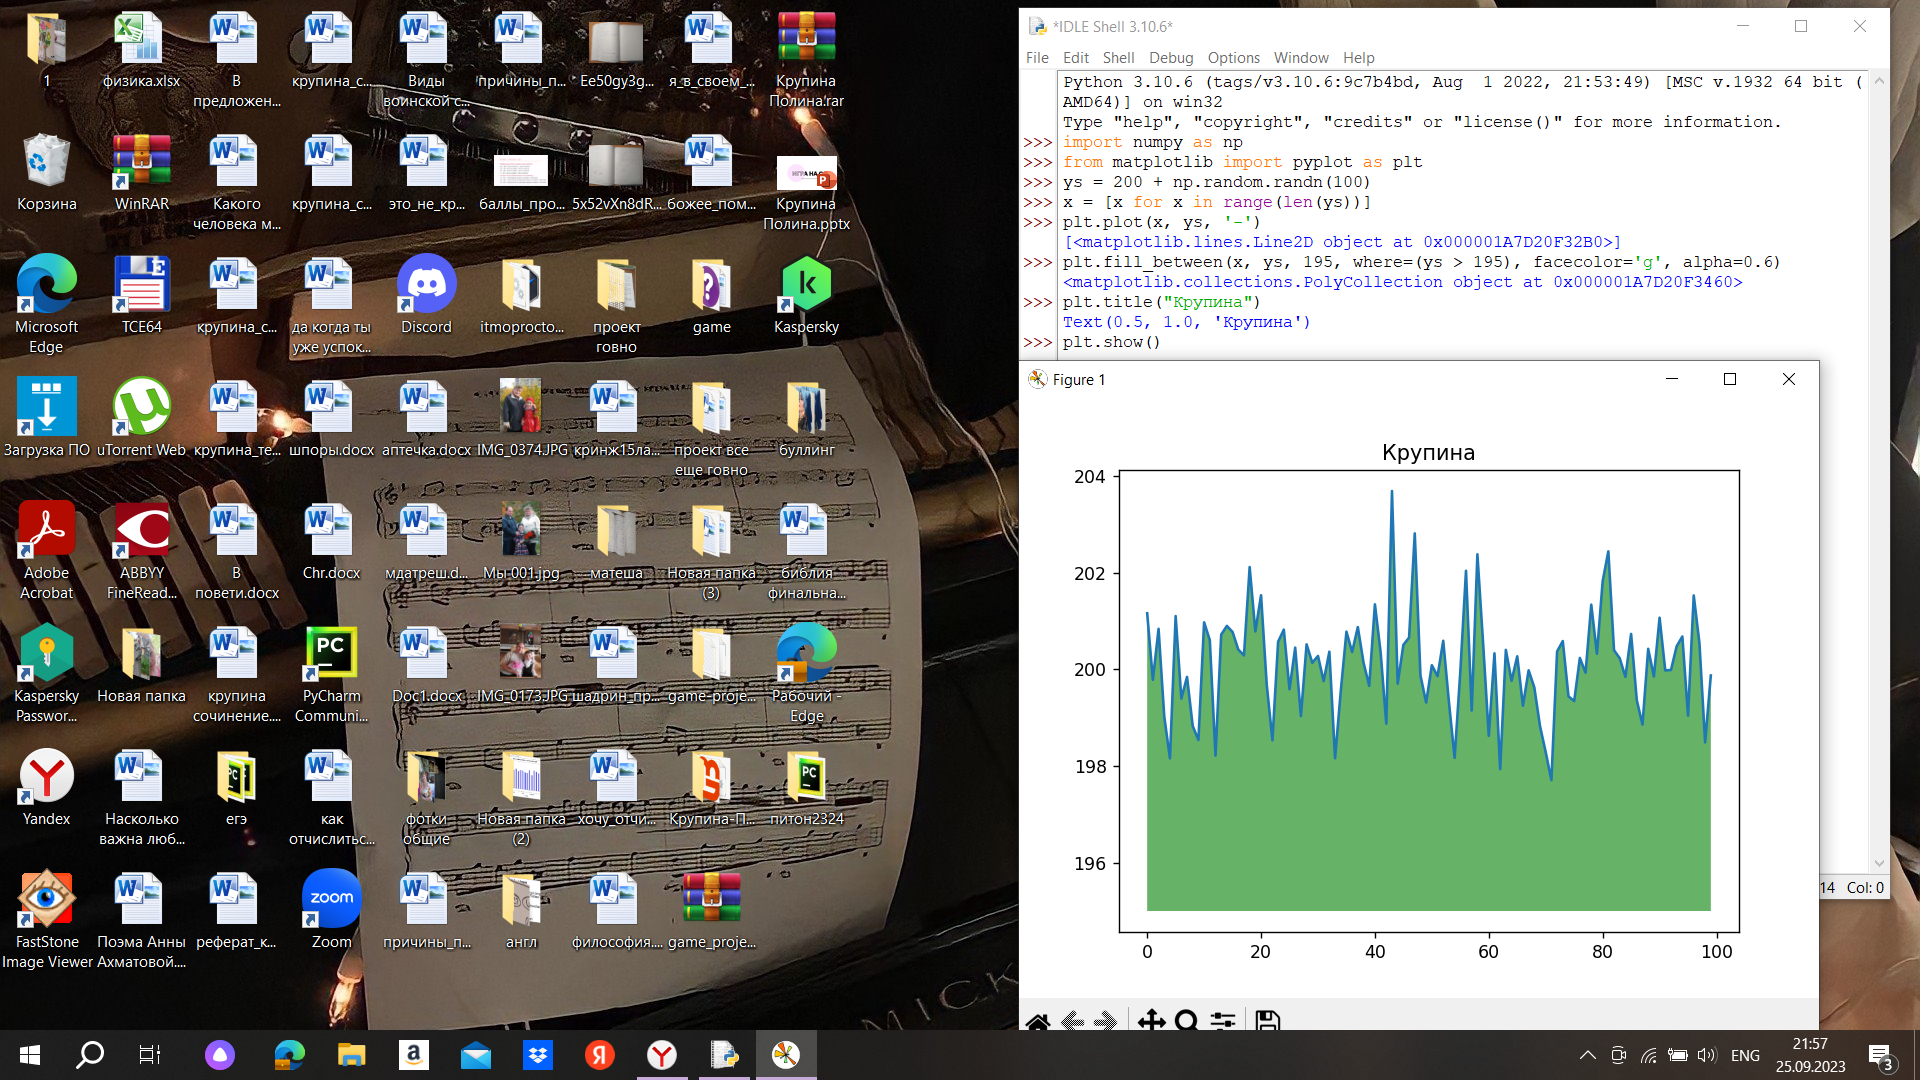 1
физика.xlsx
В
предложен...
крупина_с...
Виды
воинской с...
причины_п...
Ee50gy3g...
я_в_своем_...
Крупина
Полина.rar
Корзина
WinRAR
Какого
человека м...
крупина_с...
это_не_кр...
баллы_про...
5x52vXn8dR...
божее_пом...
Крупина
Полина.pptx
Microsoft
Edge
TCE64
крупина_с...
да когда ты
уже успок...
Discord
itmoprocto...
проект
говно
game
Kaspersky
Загрузка ПО
uTorrent Web
крупина_те...
шпоры.docx
аптечка.docx
IMG_0374.JPG
кринж15ла...
проект все
еще говно
буллинг
Adobe
Acrobat
ABBYY
FineRead...
В
повети.docx
Chr.docx
мдатреш.d...
Мы 001.jpg
матеша
Новая папка
(3)
библия
финальна...
Kaspersky
Passwor...
Новая папка
крупина
сочинение....
PyCharm
Communi...
Doc1.docx
IMG_0173.JPG
шадрин_пр...
game-proje...
Рабочий -
Edge
Yandex
Насколько
важна люб...
егэ
как
отчислитьс...
фотки
общие
Новая папка
(2)
хочу_отчи...
Крупина-П...
питон2324
FastStone
Image Viewer
Поэма Анны
Ахматовой....
реферат_к...
Zoom
причины_п...
англ
философия....
game_proje...
*IDLE Shell 3.10.6*
File Edit Shell Debug Options Window Help
Python 3.10.6 (tags/v3.10.6:9c7b4bd, Aug  1 2022, 21:53:49) [MSC v.1932 64 bit (
AMD64)] on win32
Type "help", "copyright", "credits" or "license()" for more information.
>>> import numpy as np
>>> from matplotlib import pyplot as plt
>>> ys = 200 + np.random.randn(100)
>>> x = [x for x in range(len(ys))]
>>> plt.plot(x, ys, '-')
[<matplotlib.lines.Line2D object at 0x000001A7D20F32B0>]
>>> plt.fill_between(x, ys, 195, where=(ys > 195), facecolor='g', alpha=0.6)
<matplotlib.collections.PolyCollection object at 0x000001A7D20F3460>
>>> plt.title("Крупина")
Text(0.5, 1.0, 'Крупина')
>>> plt.show()
Figure 1
Крупина
204
202
200
198
196
0 20 40 60 80 100
14 Col: 0
MICK
ENG
21:57
25.09.2023
3